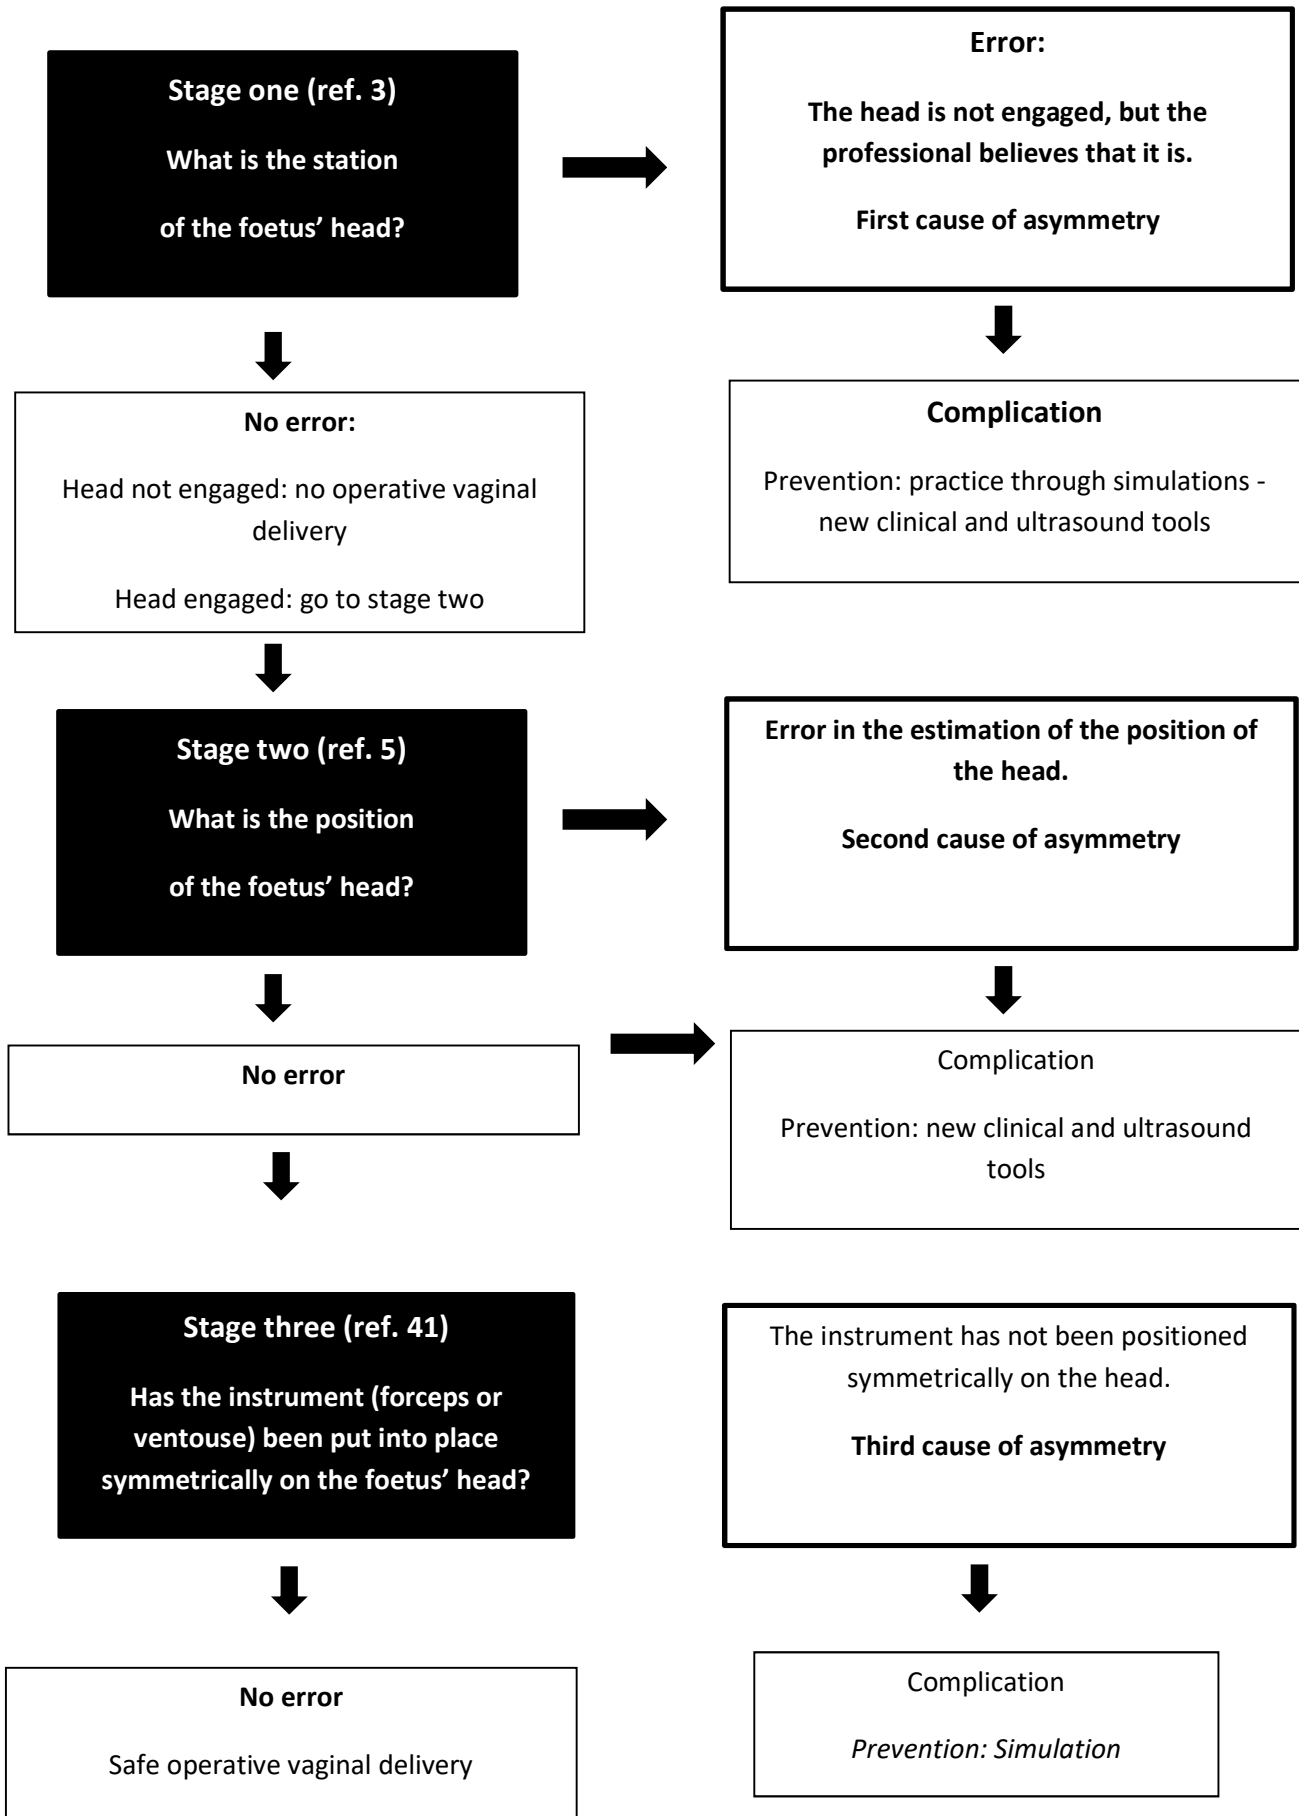 Stage one (ref. 3)
What is the station
of the foetus’ head?
Error:
The head is not engaged, but the
professional believes that it is.
First cause of asymmetry
No error:
Head not engaged: no operative vaginal
delivery
Head engaged: go to stage two
Complication
Prevention: practice through simulations -
new clinical and ultrasound tools
Stage two (ref. 5)
What is the position
of the foetus’ head?
Error in the estimation of the position of
the head.
Second cause of asymmetry
No error
Complication
Prevention: new clinical and ultrasound
tools
Stage three (ref. 41)
Has the instrument (forceps or
ventouse) been put into place
symmetrically on the foetus’ head?
The instrument has not been positioned
symmetrically on the head.
Third cause of asymmetry
No error
Safe operative vaginal delivery
Complication
Prevention: Simulation